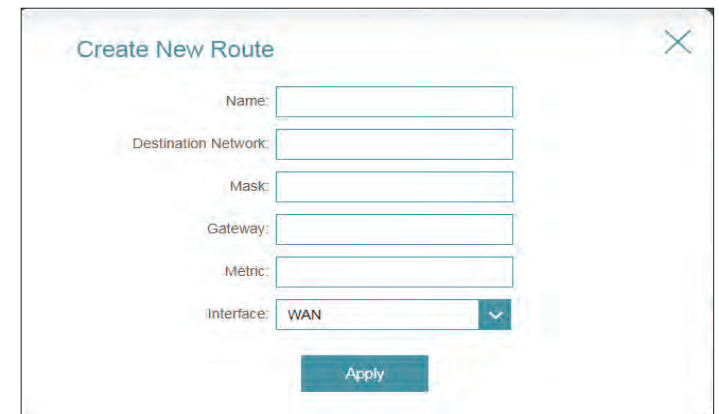 Create New Route
Name:
Destination Network:
Mask:
Gateway:
Metric:
Interface: WAN
Apply